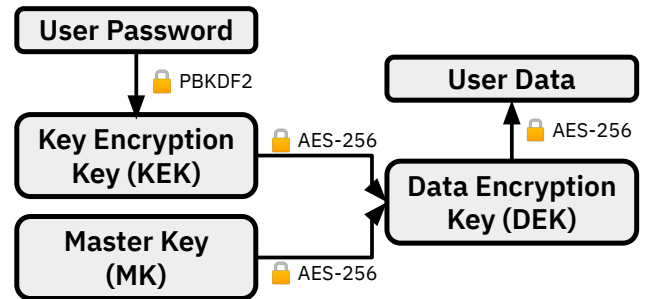 User Password
PBKDF2
User Data
AES-256
Key Encryption
Key (KEK)
AES-256
Data Encryption
Key (DEK)
Master Key
(MK)
AES-256